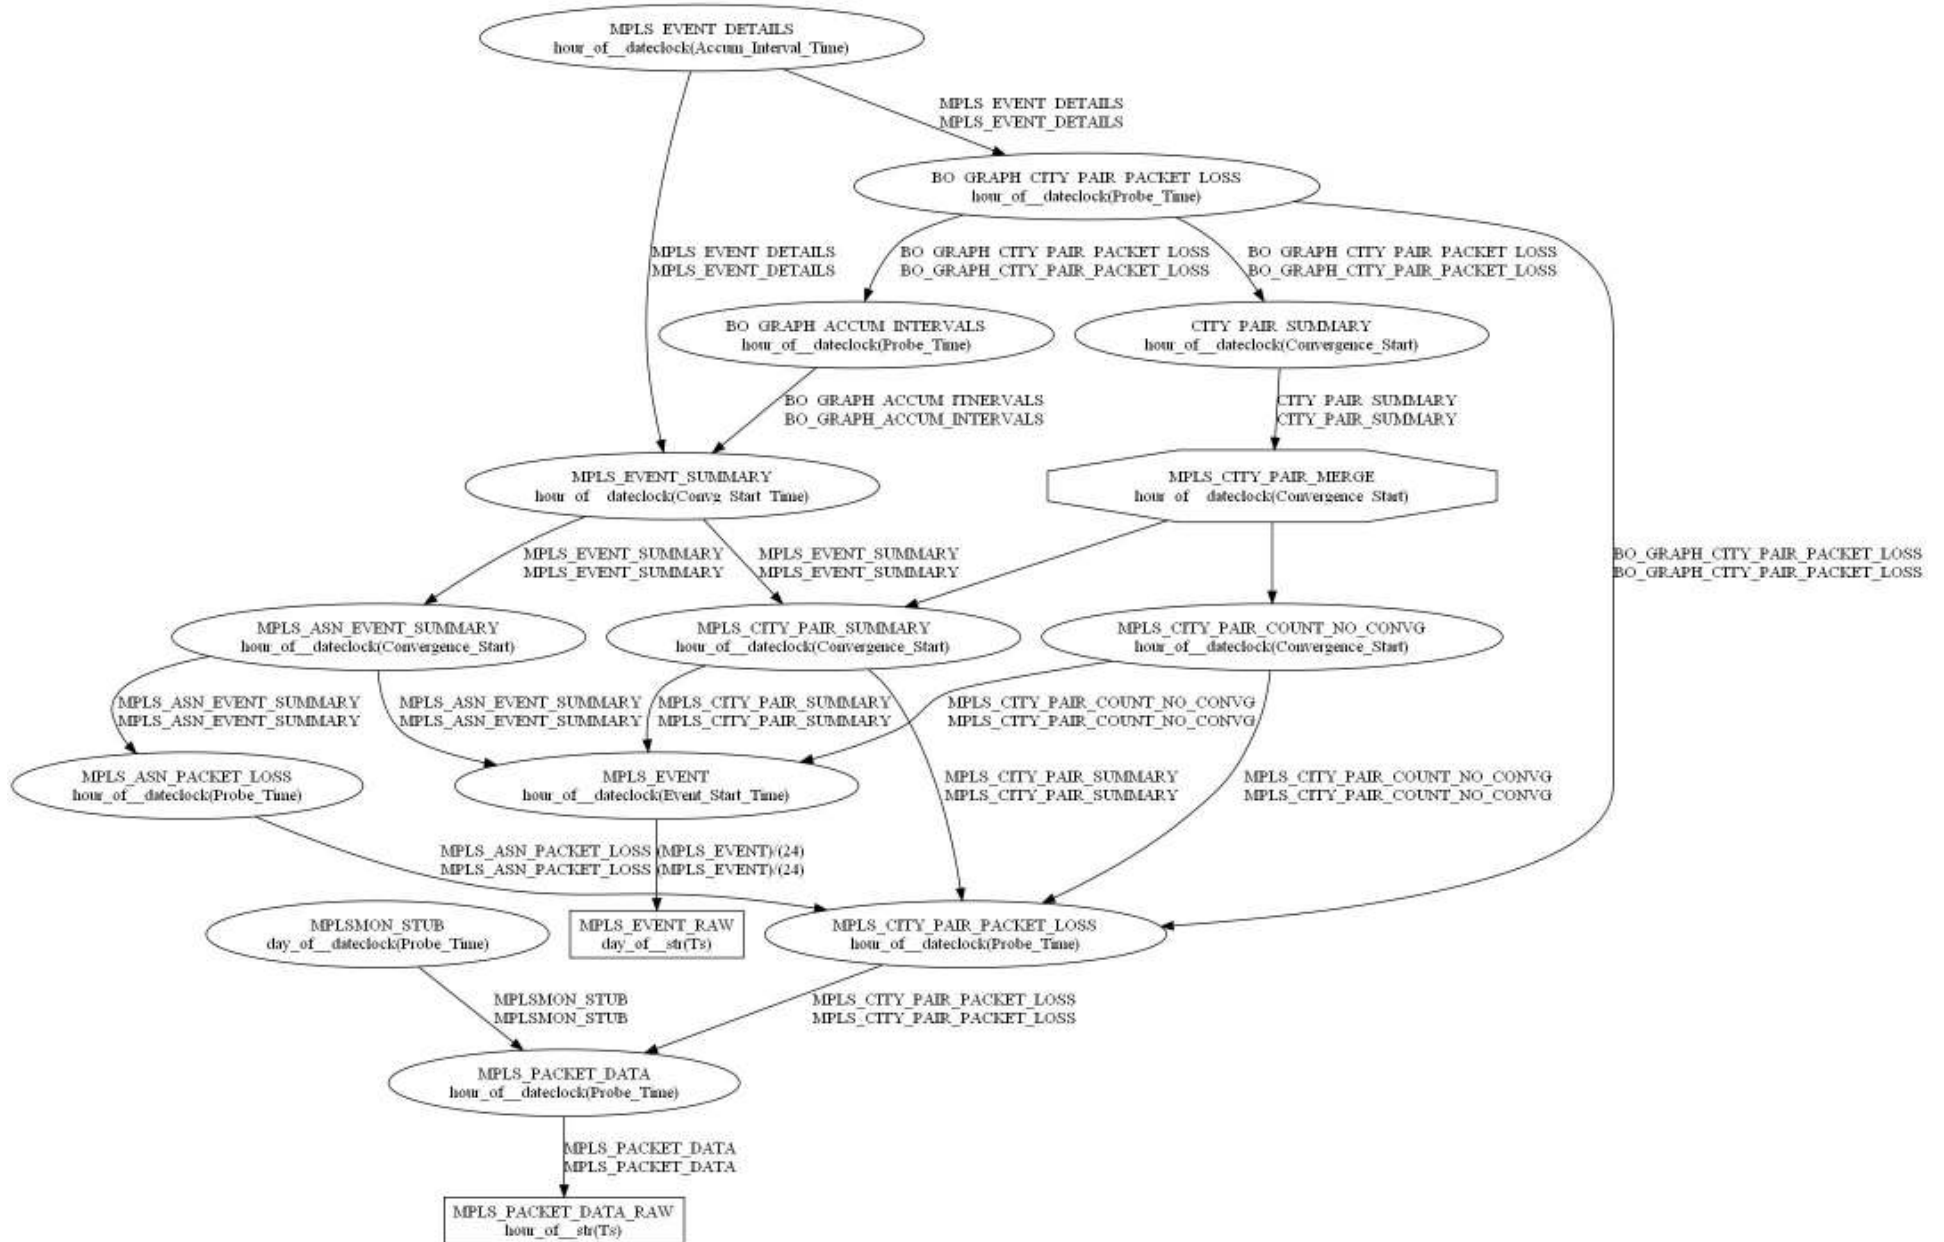 MPLS_EVENT_DETAILS
hour_of__dateclock(Accum_Interval_Time)
MPLS_EVENT_DETAILS
MPLS_EVENT_DETAILS
BO_GRAPH_CITY_PAIR_PACKET_LOSS
hour_of__dateclock(Probe_Time)
MPLS_EVENT_DETAILS
MPLS_EVENT_DETAILS
BO_GRAPH_CITY_PAIR_PACKET_LOSS
BO_GRAPH_CITY_PAIR_PACKET_LOSS
BO_GRAPH_CITY_PAIR_PACKET_LOSS
BO_GRAPH_CITY_PAIR_PACKET_LOSS
BO_GRAPH_ACCUM_INTERVALS
hour_of__dateclock(Probe_Time)
CITY_PAIR_SUMMARY
hour_of__dateclock(Convergence_Start)
BO_GRAPH_ACCUM_ITNERVALS
BO_GRAPH_ACCUM_INTERVALS
CITY_PAIR_SUMMARY
CITY_PAIR_SUMMARY
MPLS_EVENT_SUMMARY
hour_of__dateclock(Convg_Start_Time)
MPLS_CITY_PAIR_MERGE
hour_of__dateclock(Convergence_Start)
MPLS_EVENT_SUMMARY
MPLS_EVENT_SUMMARY
MPLS_EVENT_SUMMARY
MPLS_EVENT_SUMMARY
BO_GRAPH_CITY_PAIR_PACKET_LOSS
BO_GRAPH_CITY_PAIR_PACKET_LOSS
MPLS_ASN_EVENT_SUMMARY
hour_of__dateclock(Convergence_Start)
MPLS_CITY_PAIR_SUMMARY
hour_of__dateclock(Convergence_Start)
MPLS_CITY_PAIR_COUNT_NO_CONVG
hour_of__dateclock(Convergence_Start)
MPLS_ASN_EVENT_SUMMARY
MPLS_ASN_EVENT_SUMMARY
MPLS_ASN_EVENT_SUMMARY
MPLS_ASN_EVENT_SUMMARY
MPLS_CITY_PAIR_SUMMARY
MPLS_CITY_PAIR_SUMMARY
MPLS_CITY_PAIR_COUNT_NO_CONVG
MPLS_CITY_PAIR_COUNT_NO_CONVG
MPLS_ASN_PACKET_LOSS
hour_of__dateclock(Probe_Time)
MPLS_EVENT
hour_of__dateclock(Event_Start_Time)
MPLS_CITY_PAIR_SUMMARY
MPLS_CITY_PAIR_SUMMARY
MPLS_CITY_PAIR_COUNT_NO_CONVG
MPLS_CITY_PAIR_COUNT_NO_CONVG
MPLS_ASN_PACKET_LOSS
MPLS_ASN_PACKET_LOSS
(MPLS_EVENT)/(24)
(MPLS_EVENT)/(24)
MPLSMON_STUB
day_of__dateclock(Probe_Time)
MPLS_EVENT_RAW
day_of__str(Ts)
MPLS_CITY_PAIR_PACKET_LOSS
hour_of__dateclock(Probe_Time)
MPLSMON_STUB
MPLSMON_STUB
MPLS_CITY_PAIR_PACKET_LOSS
MPLS_CITY_PAIR_PACKET_LOSS
MPLS_PACKET_DATA
hour_of__dateclock(Probe_Time)
MPLS_PACKET_DATA
MPLS_PACKET_DATA
MPLS_PACKET_DATA_RAW
hour_of__str(Ts)